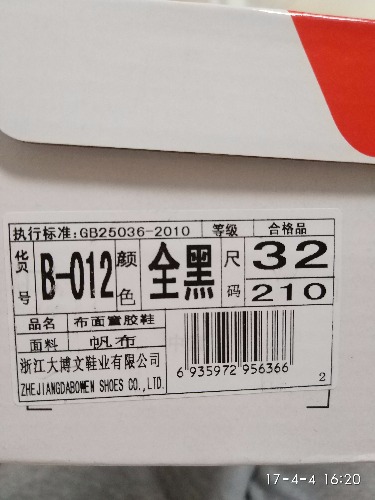 执行标准:GB25036-2010 等级 合格品
货号 B-012 颜色 全黑 尺码 32
210
品名 布面童胶鞋
面料 帆布
浙江大博文鞋业有限公司
ZHEJIANGDABOWEN SHOES CO.,LTD.
6 935972 956366
2
17-4-4 16:20